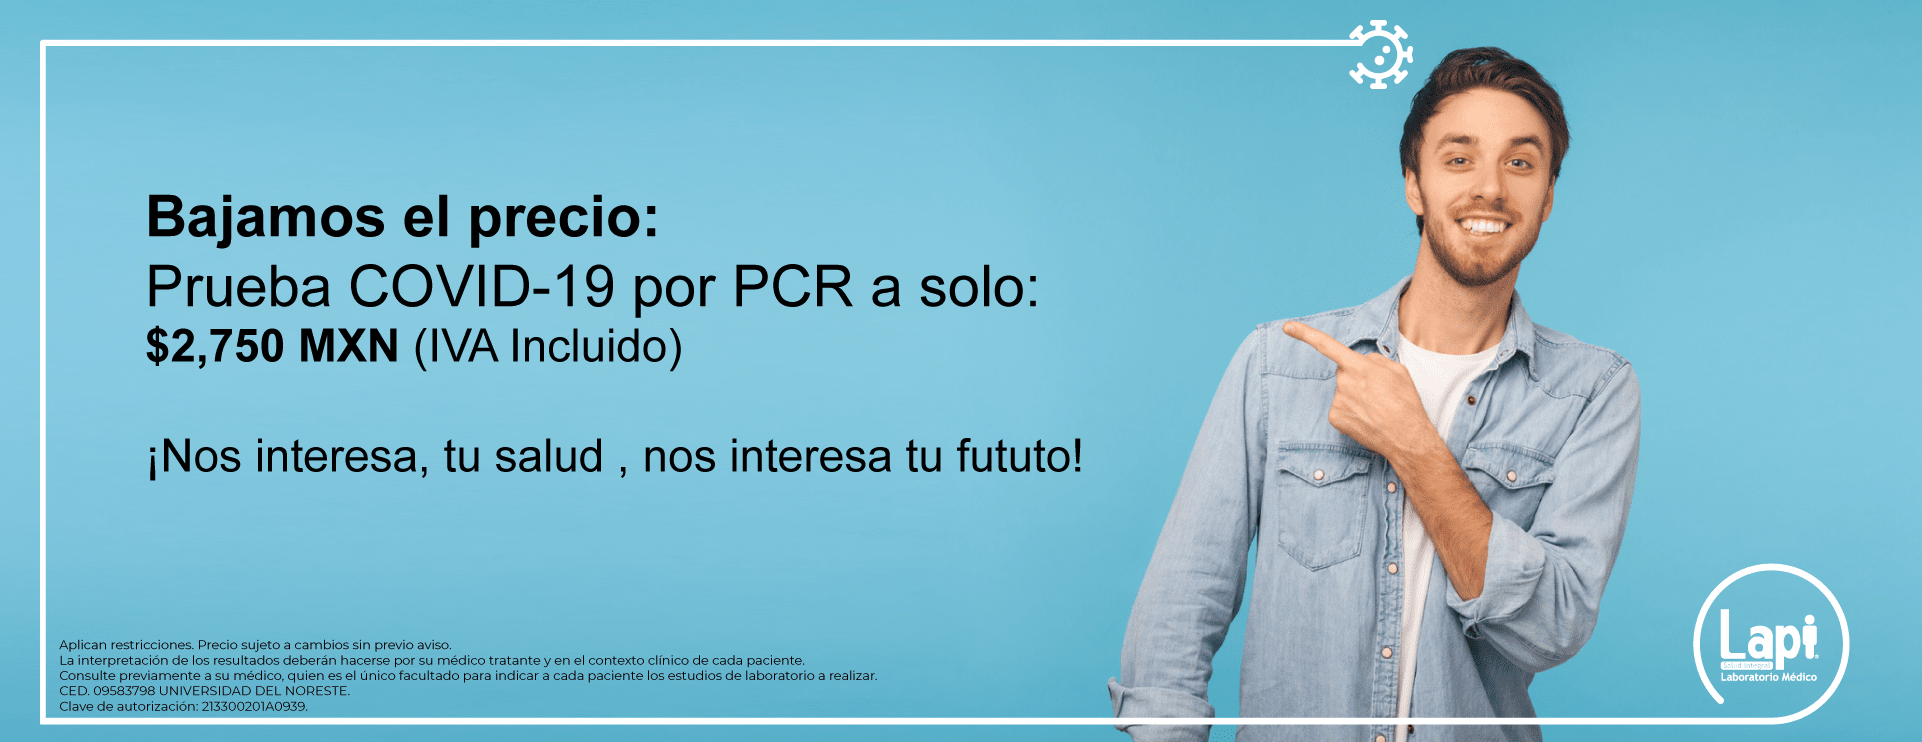 Bajamos el precio:
Prueba COVID-19 por PCR a solo:
$2,750 MXN (IVA Incluido)
¡Nos interesa, tu salud , nos interesa tu fututo!
Aplican restricciones. Precio sujeto a cambios sin previo aviso.
La interpretación de los resultados deberán hacerse por su médico tratante y en el contexto clínico de cada paciente.
Consulte previamente a su médico, quien es el único facultado para indicar a cada paciente los estudios de laboratorio a realizar.
CED. 09583798 UNIVERSIDAD DEL NORESTE.
Clave de autorización: 213300201A0939.
Lapi
Salud Integral
Laboratorio Médico